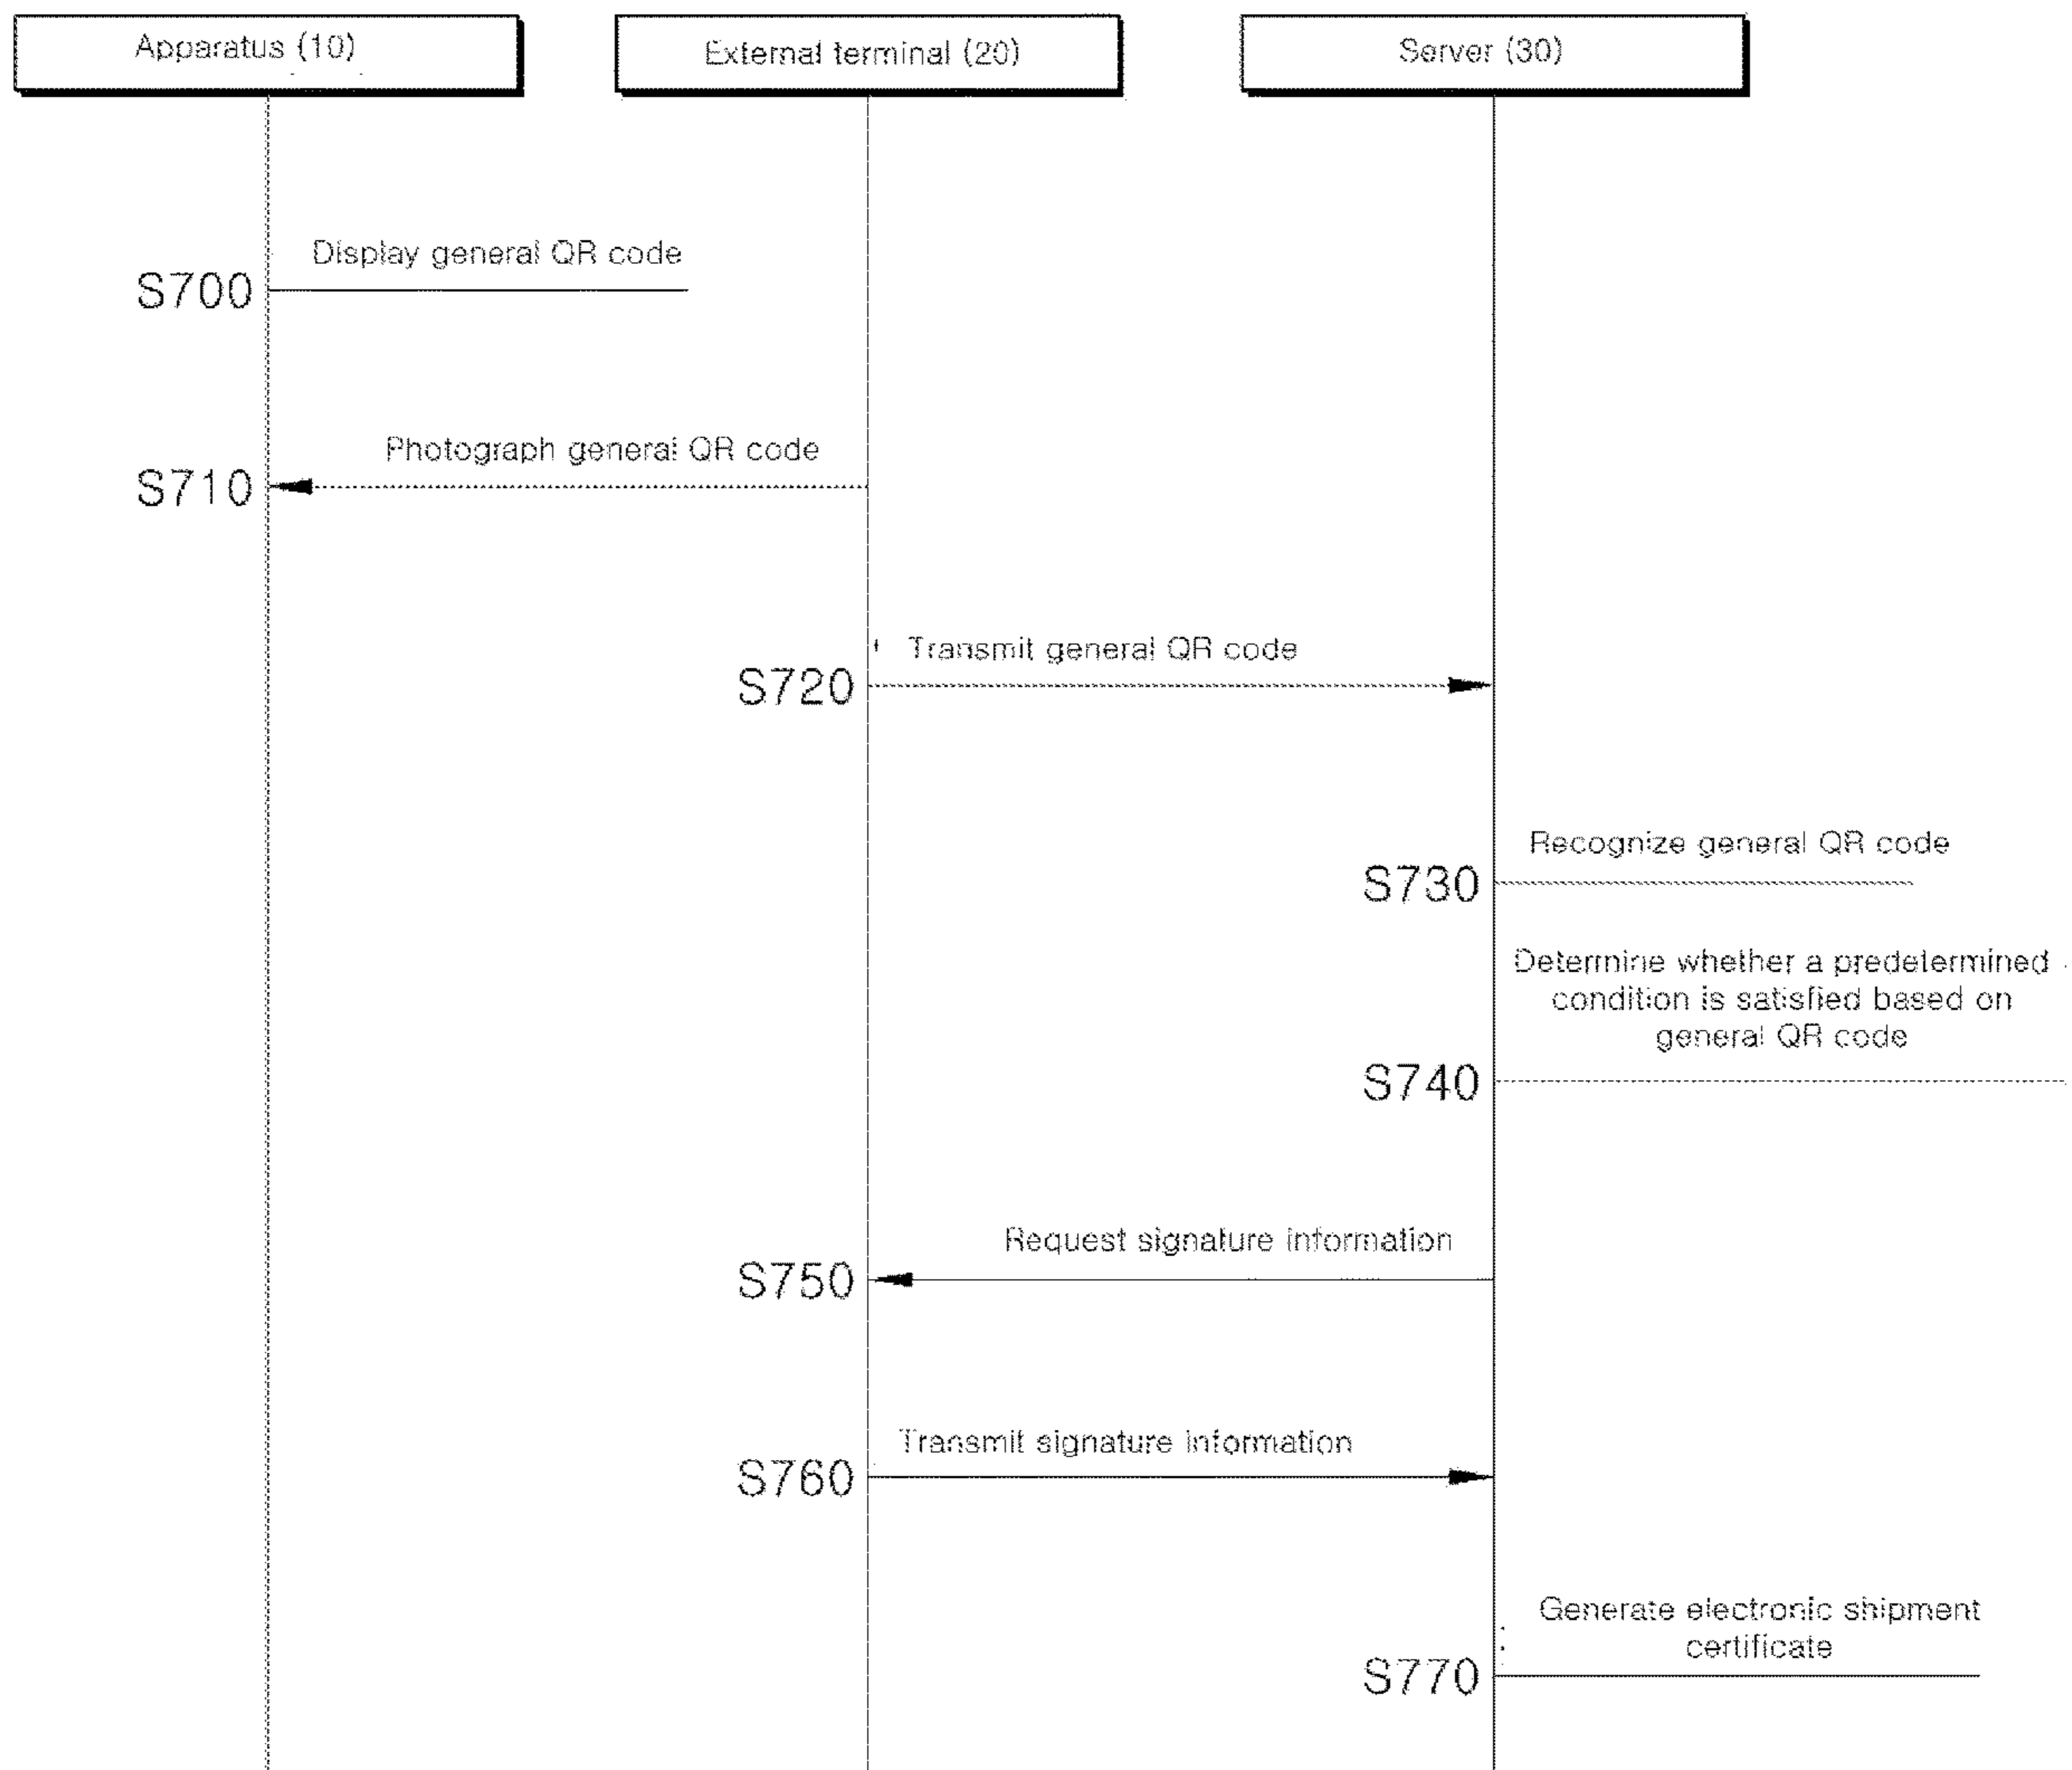 Apparatus (10)
External terminal (20)
Server (30)
Display general QR code
S700
Photograph general QR code
S710
Transmit general QR code
S720
Recognize general QR code
S730
Determine whether a predetermined
condition is satisfied based on
general QR code
S740
Request signature information
S750
Transmit signature information
S760
Generate electronic shipment
certificate
S770